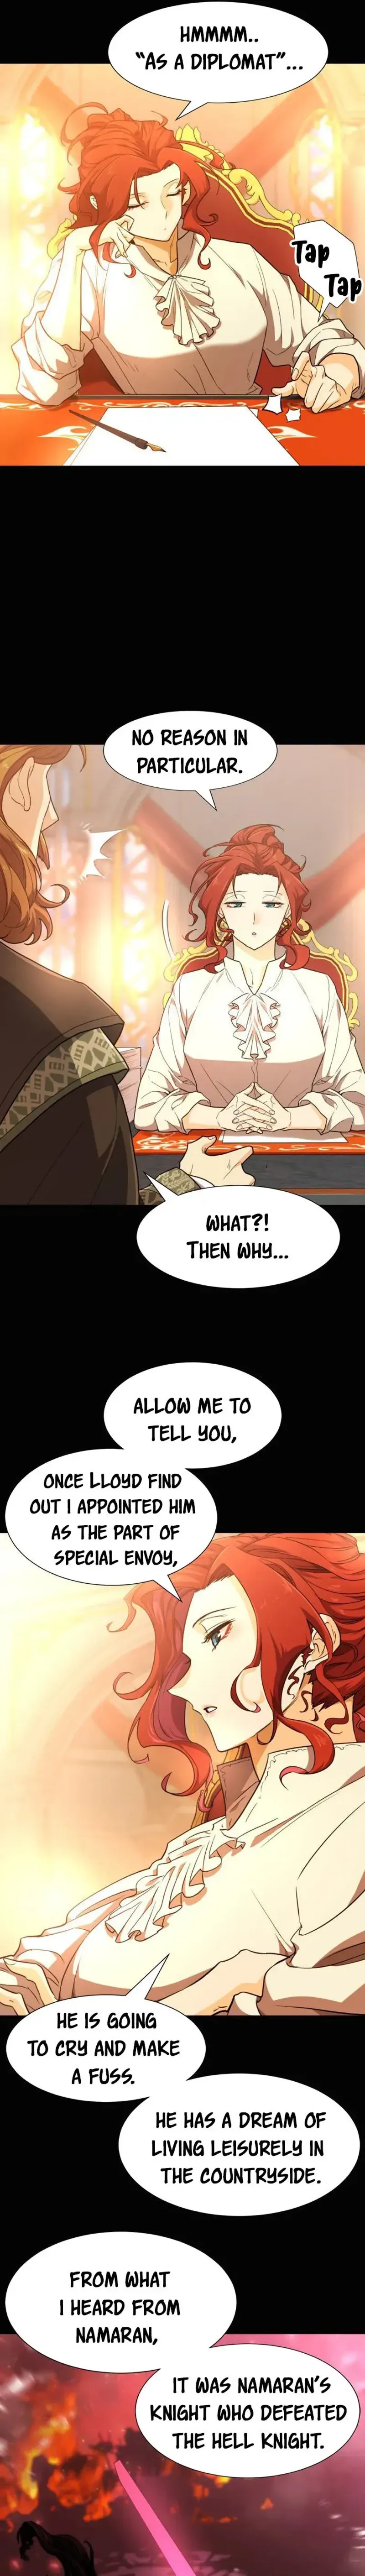 HMMMM..
"AS A DIPLOMAT"...
TAP
TAP
NO REASON IN
PARTICULAR.
WHAT?!
THEN WHY...
ALLOW ME TO
TELL YOU,
ONCE LLOYD FIND
OUT I APPOINTED HIM
AS THE PART OF
SPECIAL ENVOY,
HE IS GOING
TO CRY AND MAKE
A FUSS.
HE HAS A DREAM OF
LIVING LEISURELY IN
THE COUNTRYSIDE.
FROM WHAT
I HEARD FROM
NAMARAN,
IT WAS NAMARAN'S
KNIGHT WHO DEFEATED
THE HELL KNIGHT.